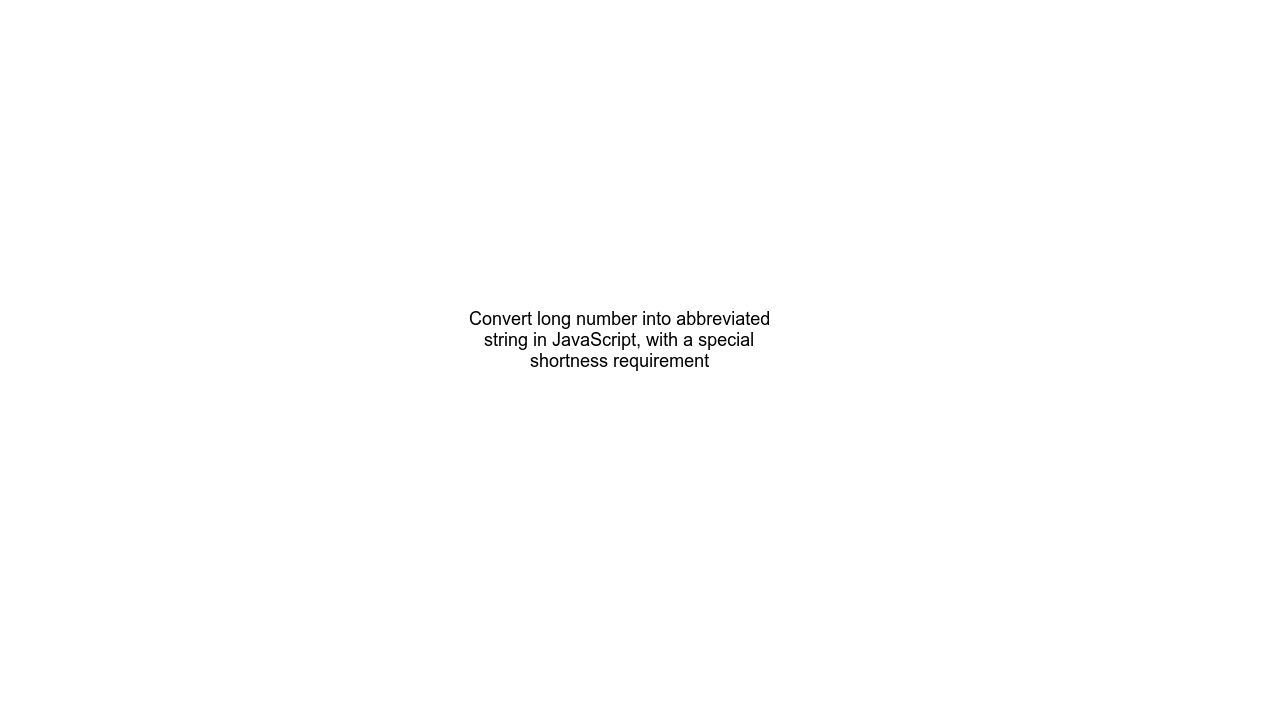 Convert long number into abbreviated
string in JavaScript, with a special
shortness requirement